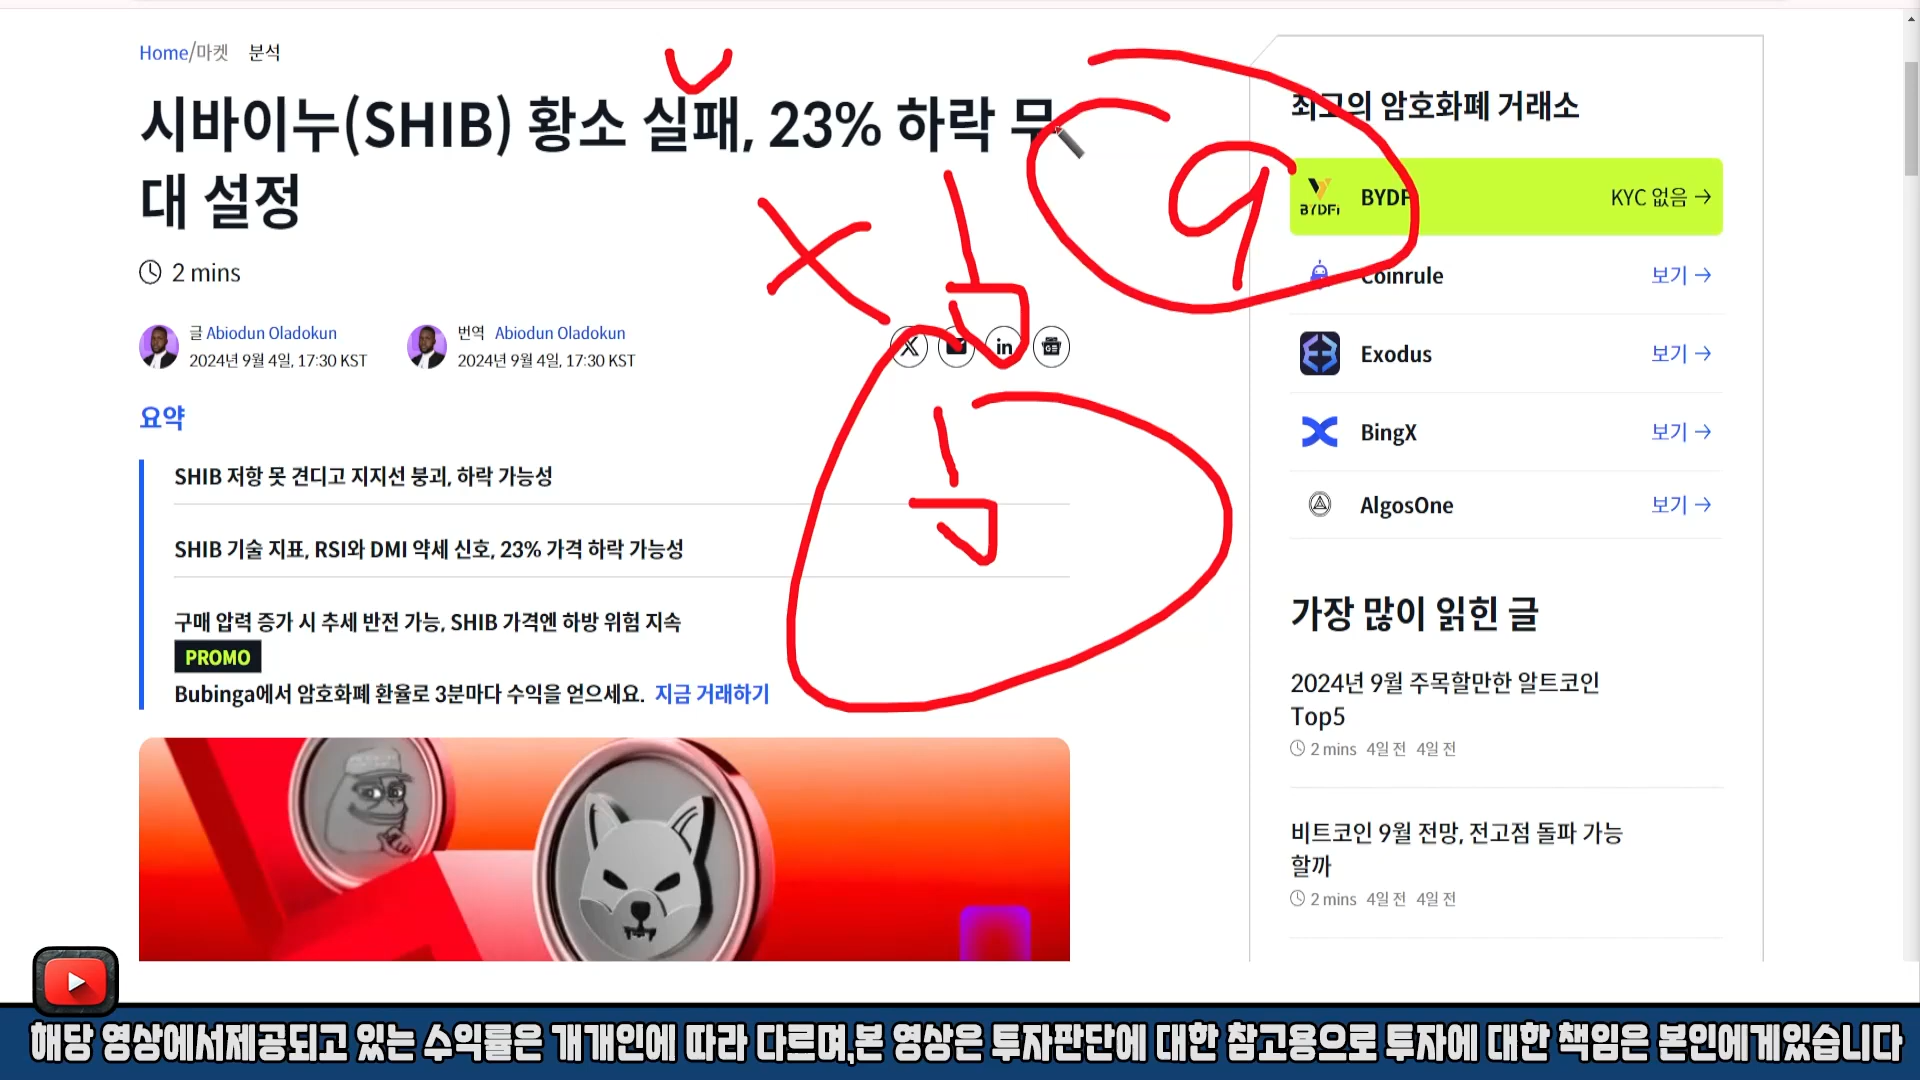 Home/마켓 분석
시바이누(SHIB) 황소 실패, 23% 하락 무
대 설정
2 mins
글 Abiodun Oladokun
2024년 9월 4일, 17:30 KST
번역 Abiodun Oladokun
2024년 9월 4일, 17:30 KST
요약
SHIB 저항 못 견디고 지지선 붕괴, 하락 가능성
SHIB 기술 지표, RSI와 DMI 약세 신호, 23% 가격 하락 가능성
구매 압력 증가 시 추세 반전 가능, SHIB 가격엔 하방 위험 지속
PROMO
Bubinga에서 암호화폐 환율로 3분마다 수익을 얻으세요. 지금 거래하기
최고의 암호화폐 거래소
BYDFi
BYDF
KYC 없음 →
Coinrule 보기 →
Exodus 보기 →
BingX 보기 →
AlgosOne 보기 →
가장 많이 읽힌 글
2024년 9월 주목할만한 알트코인
Top5
2 mins 4일 전 4일 전
비트코인 9월 전망, 전고점 돌파 가능
할까
2 mins 4일 전 4일 전
9
해당 영상에서제공되고 있는 수익률은 개개인에 따라 다르며,본 영상은 투자판단에 대한 참고용으로 투자에 대한 책임은 본인에게있습니다